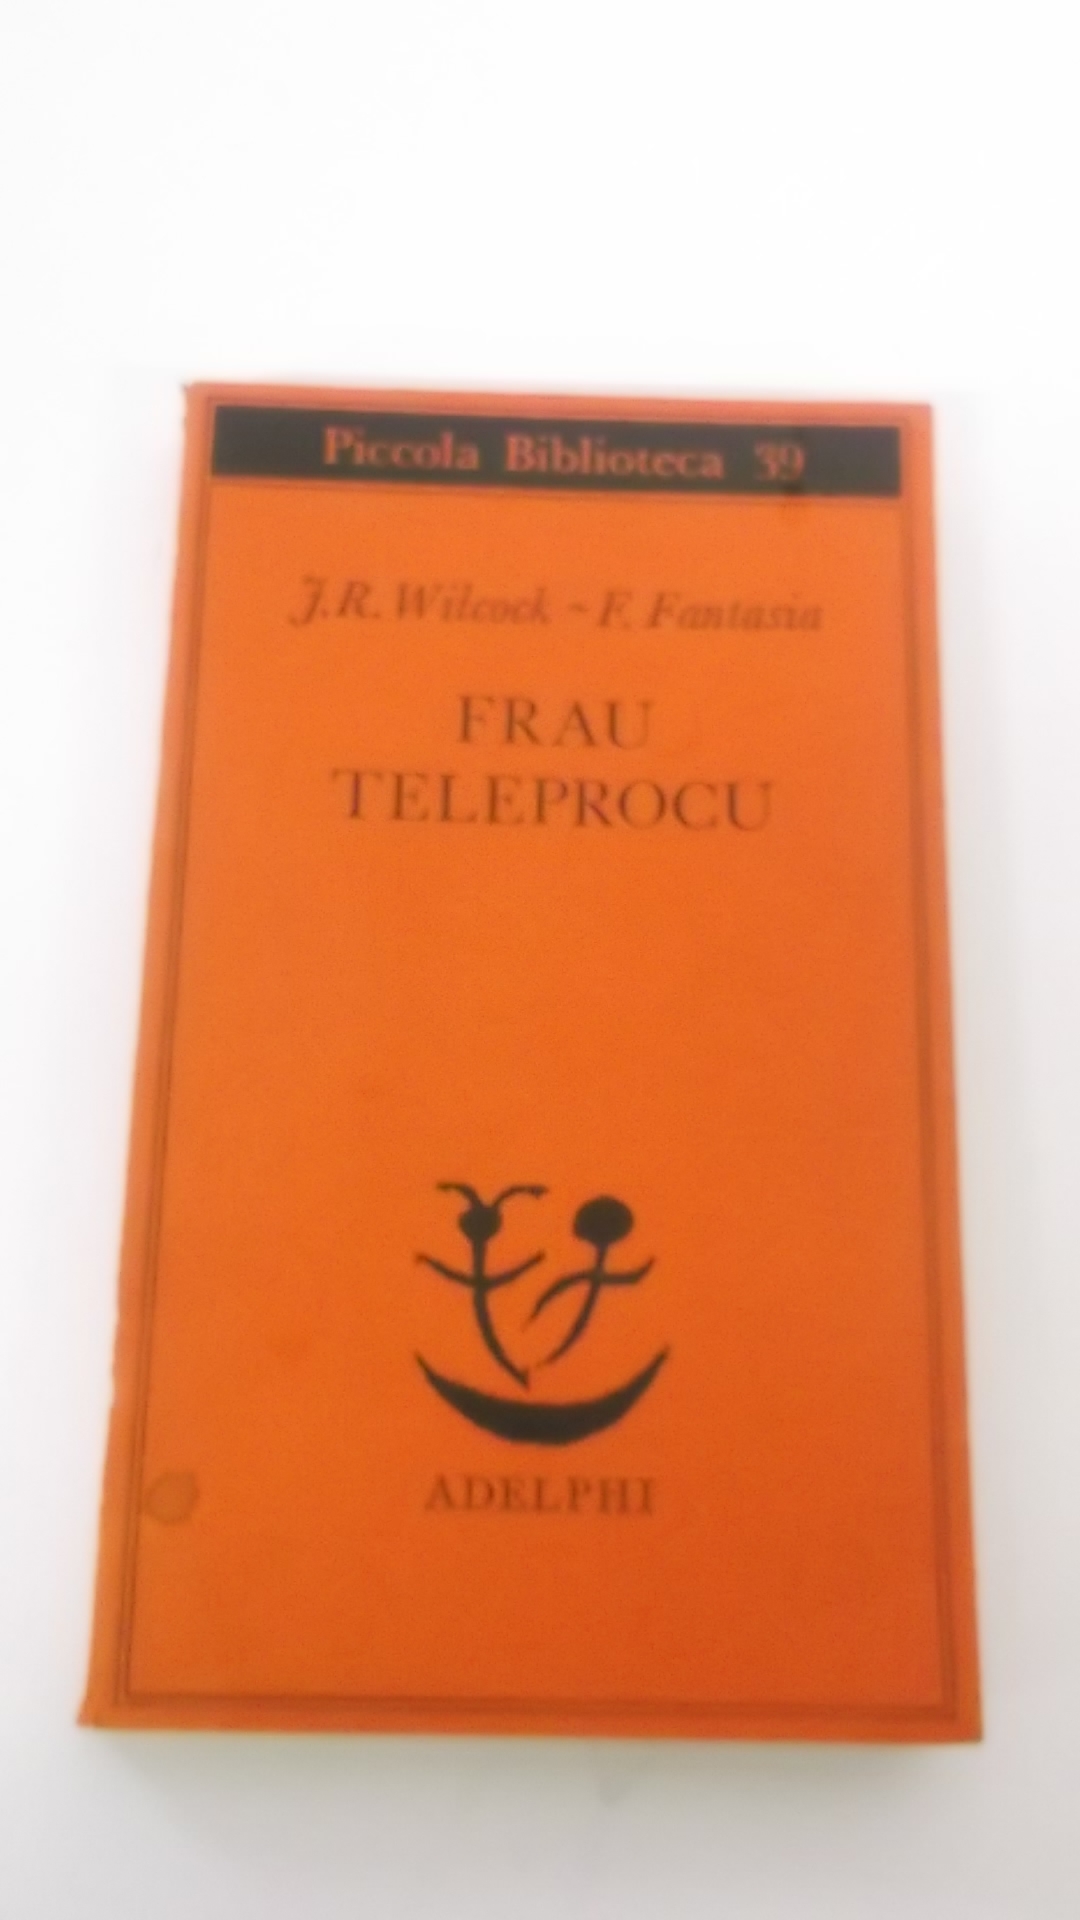 Piccola Biblioteca 39
J.R. Wilcock ~ F. Fantasia
FRAU
TELEPROCU
ADELPHI